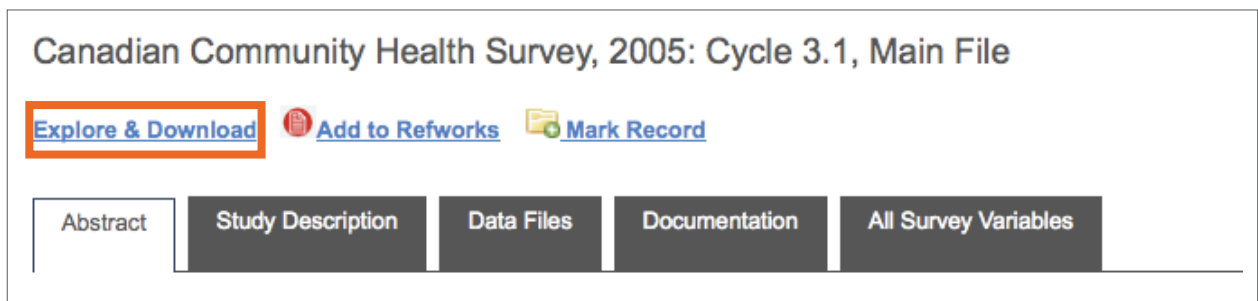 Canadian Community Health Survey, 2005: Cycle 3.1, Main File
Explore & Download Add to Refworks Mark Record
Abstract Study Description Data Files Documentation All Survey Variables